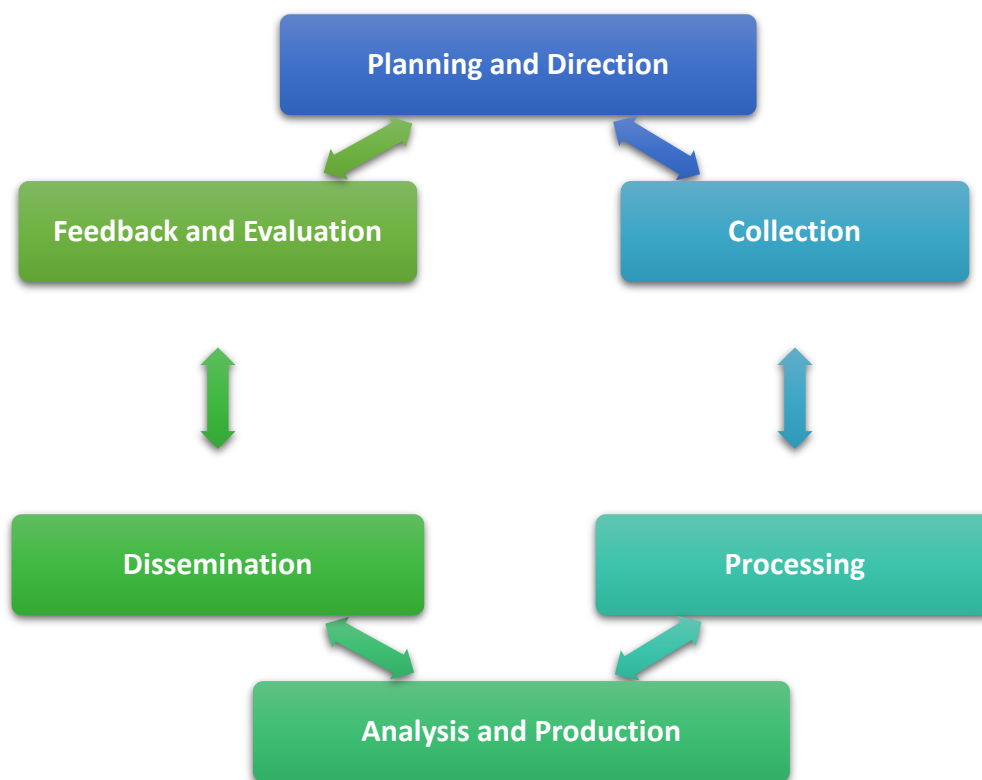 Planning and Direction
Feedback and Evaluation
Collection
Dissemination
Processing
Analysis and Production